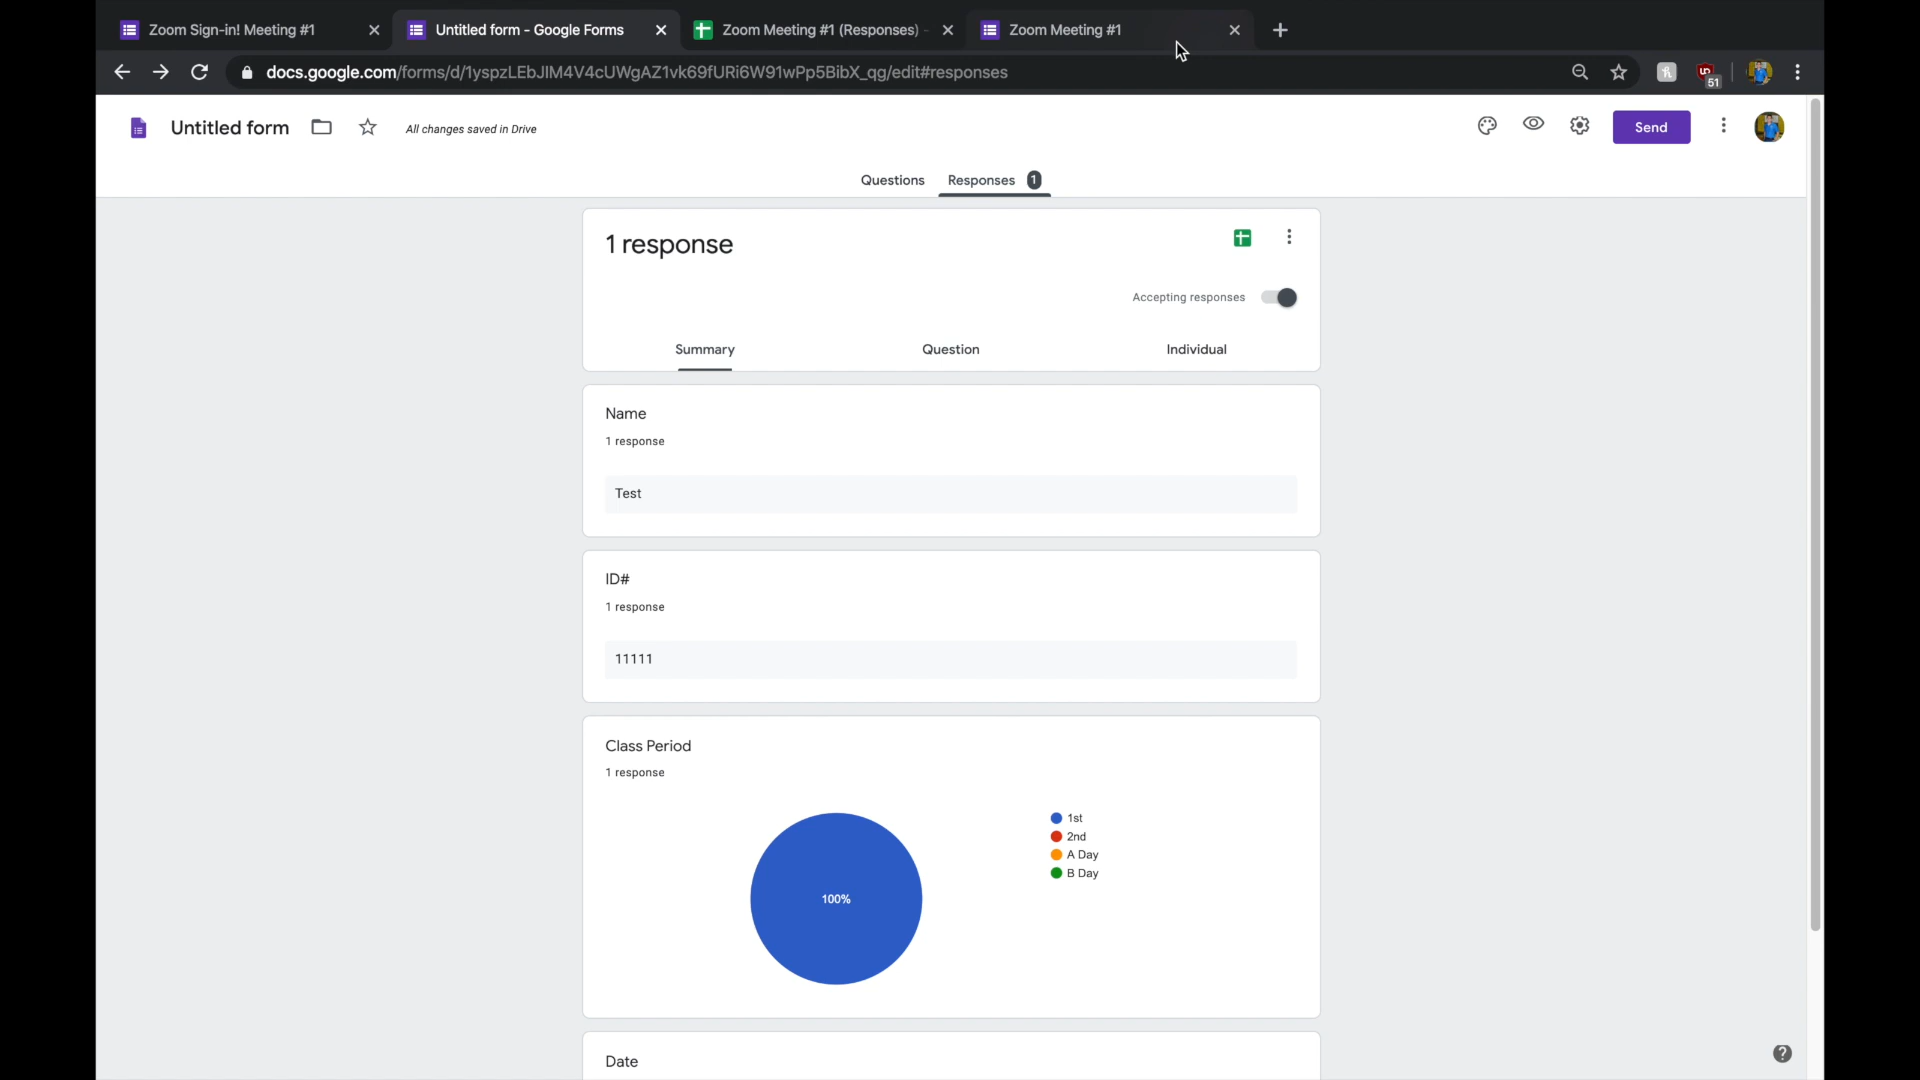 Zoom Sign-in! Meeting #1
Untitled form - Google Forms
Zoom Meeting #1 (Responses) -
Zoom Meeting #1
docs.google.com/forms/d/1yspzLEbJIM4V4cUWgAZ1vk69fURi6W91wPp5BibX_qg/edit#responses
51
Untitled form
All changes saved in Drive
Send
Questions
Responses 1
1 response
Accepting responses
Summary
Question
Individual
Name
1 response
Test
ID#
1 response
11111
Class Period
1 response
100%
1st
2nd
A Day
B Day
Date